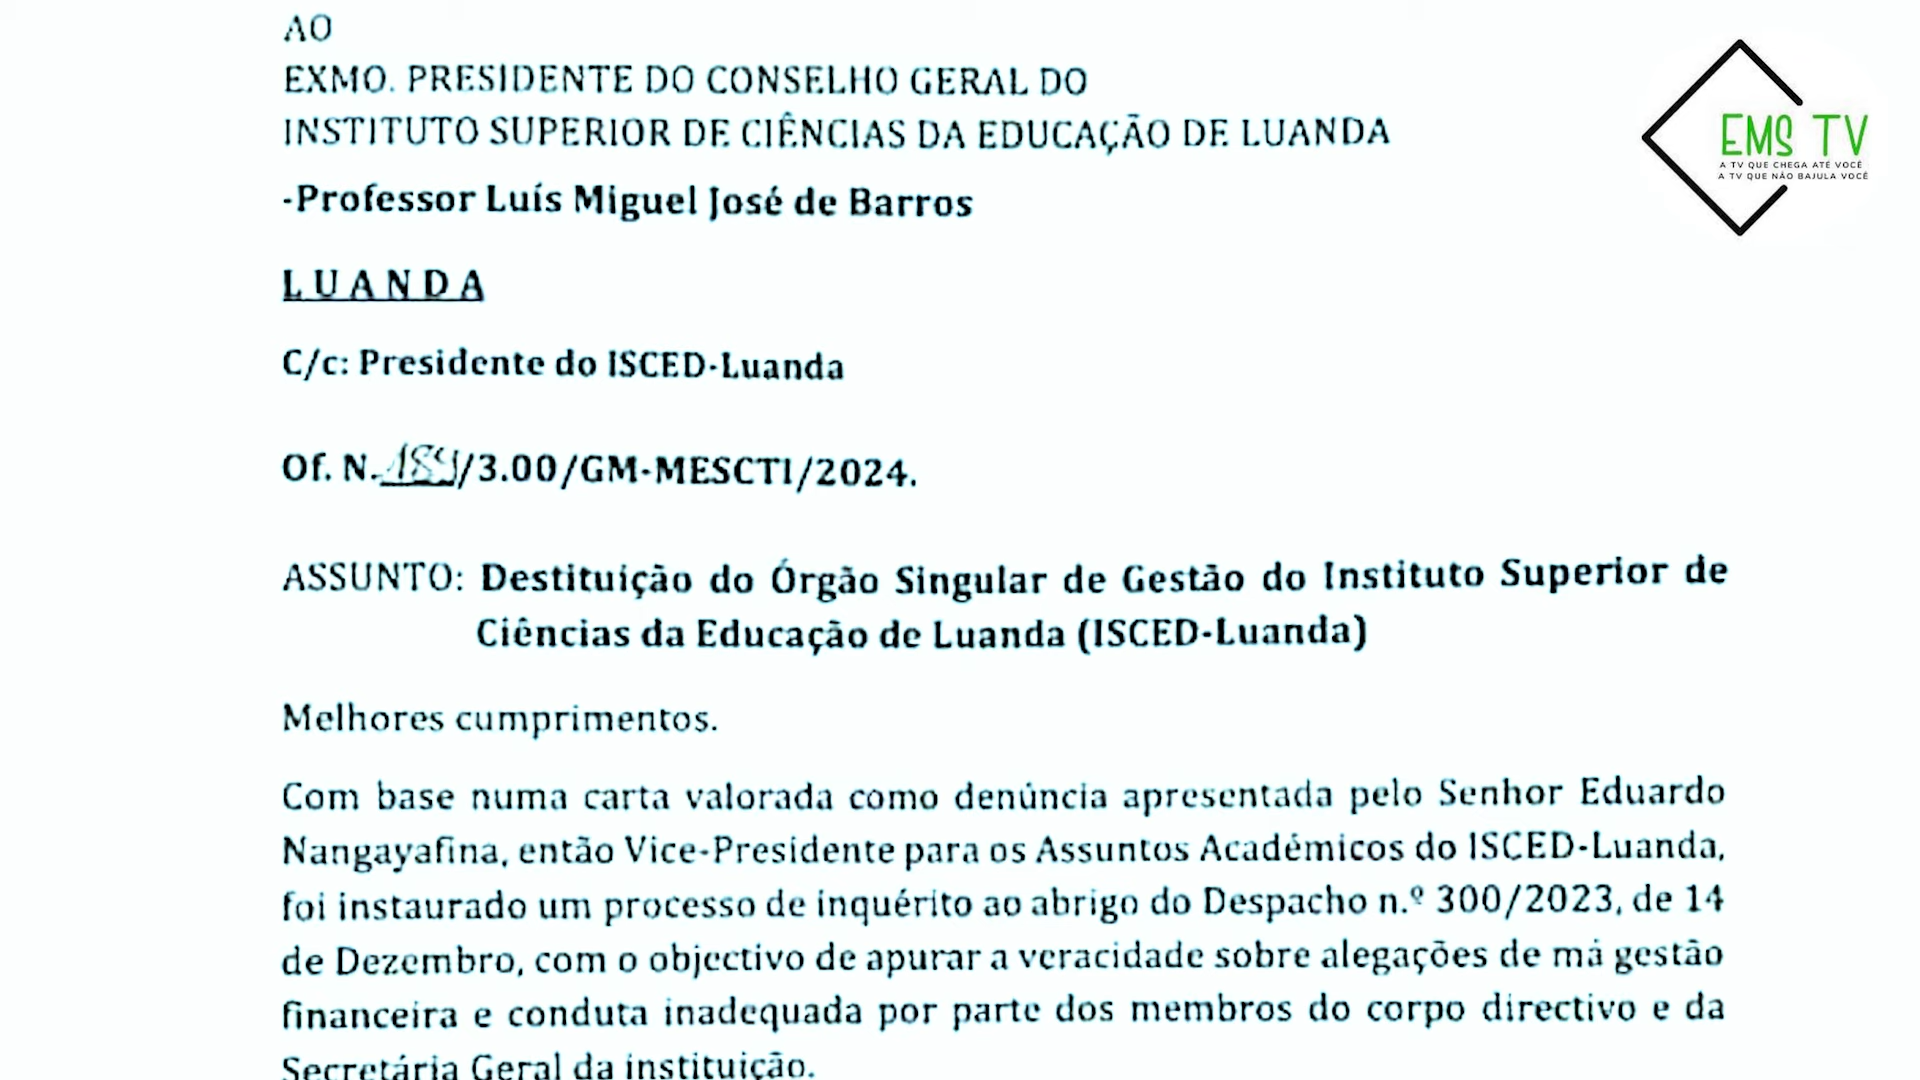 AO
EXMO. PRESIDENTE DO CONSELHO GERAL DO
INSTITUTO SUPERIOR DE CIÊNCIAS DA EDUCAÇÃO DE LUANDA
-Professor Luís Miguel José de Barros
LUANDA
C/c: Presidente do ISCED-Luanda
Of. N. 189/3.00/GM-MESCTI/2024.
ASSUNTO: Destituição do Órgão Singular de Gestão do Instituto Superior de
Ciências da Educação de Luanda (ISCED-Luanda)
Melhores cumprimentos.
Com base numa carta valorada como denúncia apresentada pelo Senhor Eduardo
Nangayafina, então Vice-Presidente para os Assuntos Académicos do ISCED-Luanda,
foi instaurado um processo de inquérito ao abrigo do Despacho n.º 300/2023, de 14
de Dezembro, com o objectivo de apurar a veracidade sobre alegações de má gestão
financeira e conduta inadequada por parte dos membros do corpo directivo e da
Secretária Geral da instituição.
EMS TV
A TV QUE CHEGA ATÉ VOCÊ
A TV QUE NÃO BAJULA VOCÊ